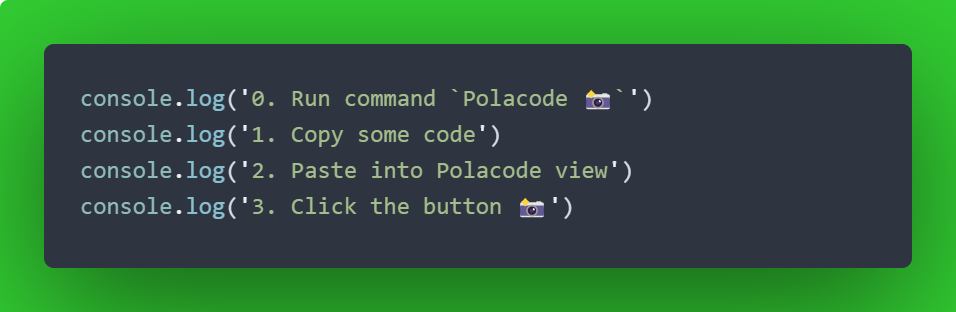 console.log('0. Run command `Polacode 📸`')
console.log('1. Copy some code')
console.log('2. Paste into Polacode view')
console.log('3. Click the button 📸')